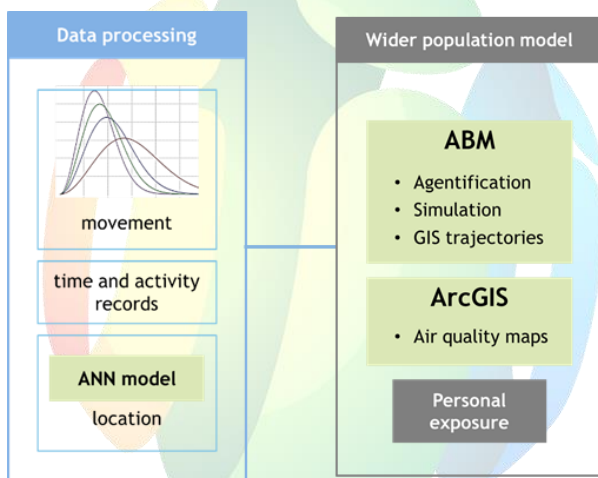 Data processing
movement
time and activity
records
ANN model
location
Wider population model
ABM
• Agentification
• Simulation
• GIS trajectories
ArcGIS
• Air quality maps
Personal
exposure